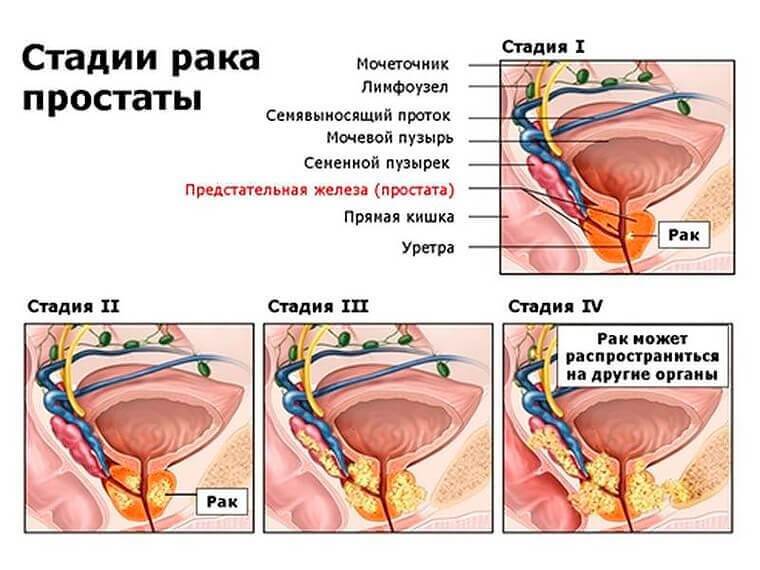 Стадии рака
простаты
Стадия I
Мочеточник
Лимфоузел
Семявыносящий проток
Мочевой пузырь
Семенной пузырек
Предстательная железа (простата)
Прямая кишка
Уретра
Рак
Стадия II
Рак
Стадия III
Стадия IV
Рак может
распространиться
на другие органы